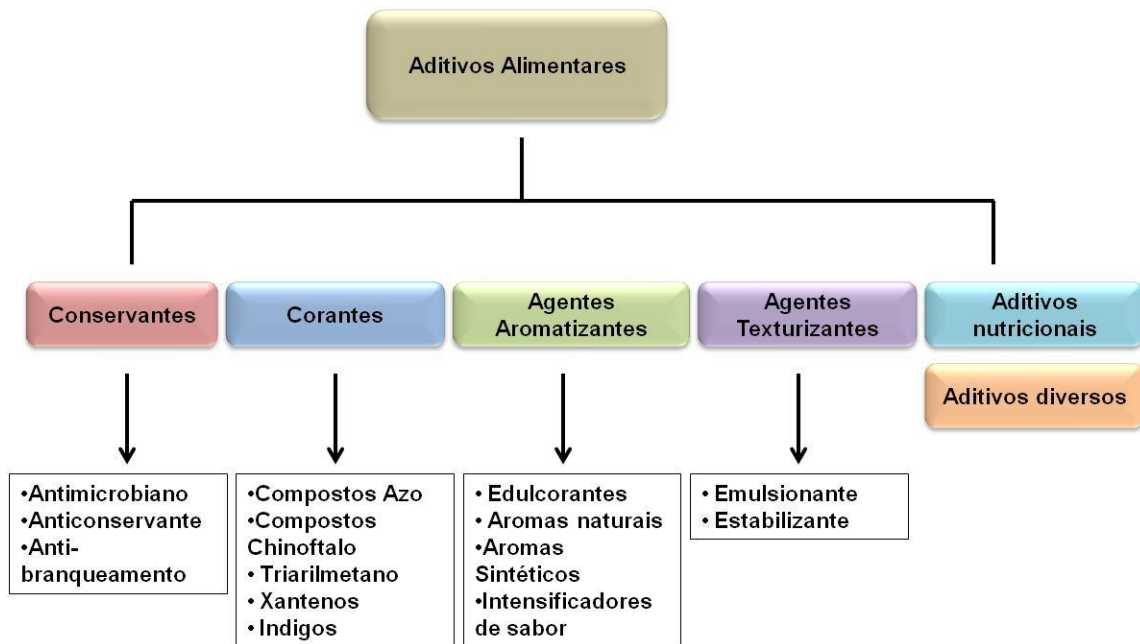 Aditivos Alimentares
Conservantes
Corantes
Agentes
Aromatizantes
Agentes
Texturizantes
Aditivos
nutricionais
Aditivos diversos
•Antimicrobiano
•Anticonservante
•Anti-
branqueamento
•Compostos Azo
•Compostos
Chinoftalo
• Triarilmetano
• Xantenos
• Indigos
• Edulcorantes
• Aromas naturais
•Aromas
Sintéticos
•Intensificadores
de sabor
• Emulsionante
• Estabilizante